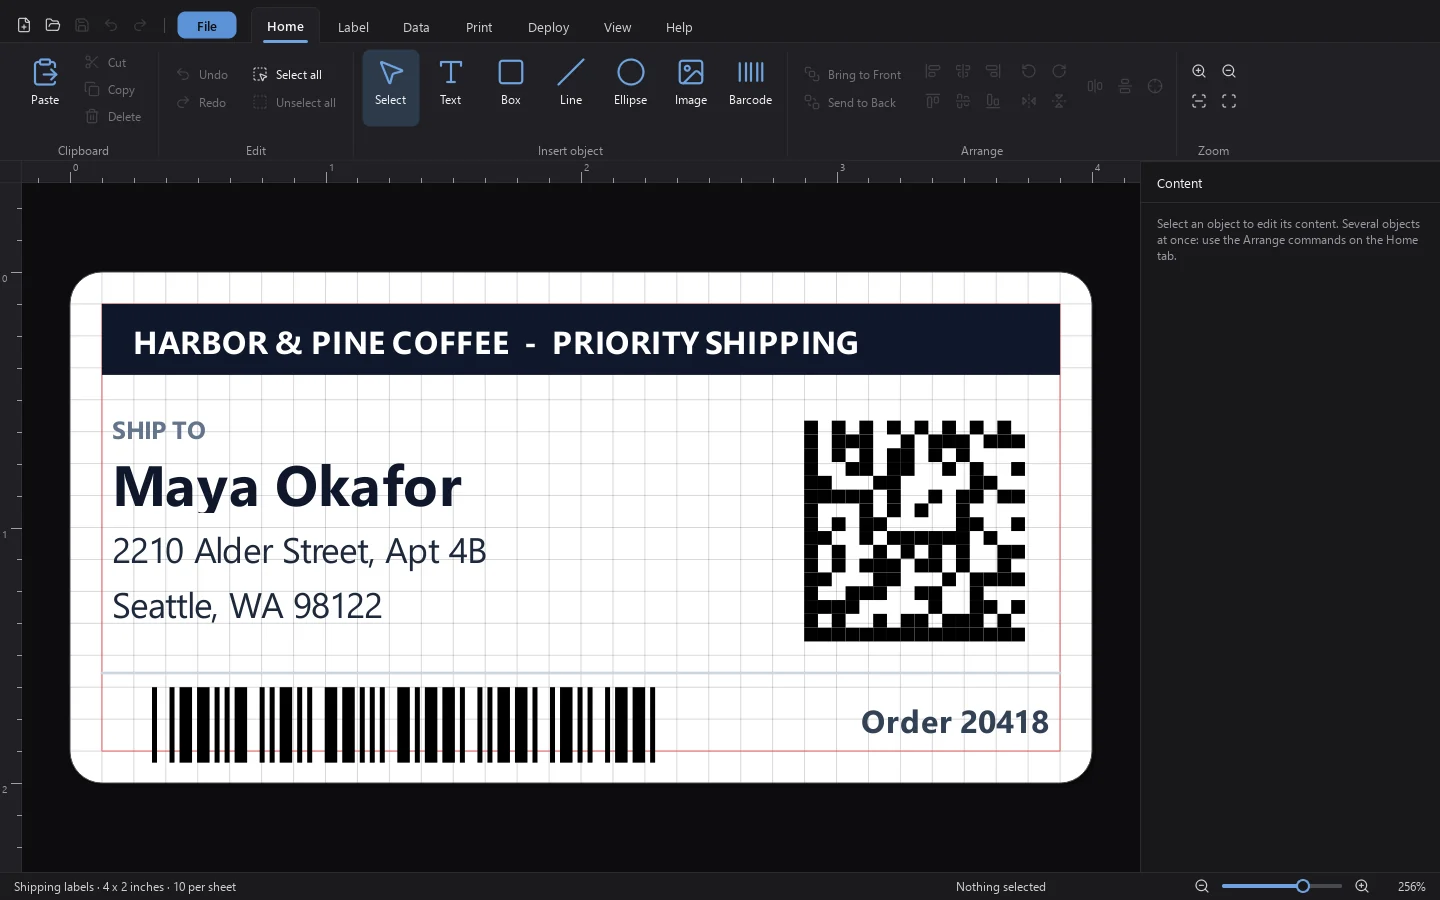 File
Home
Label
Data
Print
Deploy
View
Help
Paste
Cut
Copy
Delete
Clipboard
Undo
Redo
Select all
Unselect all
Edit
Select
Text
Box
Line
Ellipse
Image
Barcode
Insert object
Bring to Front
Send to Back
Arrange
Zoom
0 1 2 3 4
0
1
2
HARBOR & PINE COFFEE - PRIORITY SHIPPING
SHIP TO
Maya Okafor
2210 Alder Street, Apt 4B
Seattle, WA 98122
Order 20418
Content
Select an object to edit its content. Several objects
at once: use the Arrange commands on the Home
tab.
Shipping labels · 4 x 2 inches · 10 per sheet
Nothing selected
256%